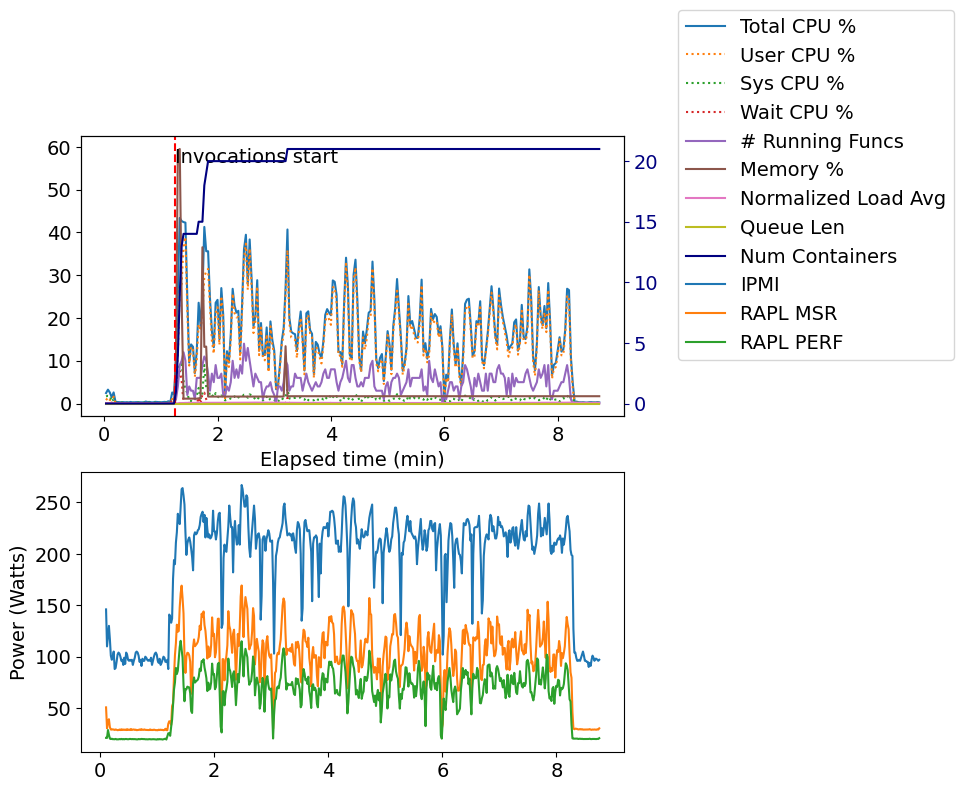 Total CPU %
User CPU %
Sys CPU %
Wait CPU %
# Running Funcs
Memory %
Normalized Load Avg
Queue Len
Num Containers
IPMI
RAPL MSR
RAPL PERF
Invocations start
60
50
40
30
20
10
0
20
15
10
5
0
0 2 4 6 8
Elapsed time (min)
Power (Watts)
250
200
150
100
50
0 2 4 6 8